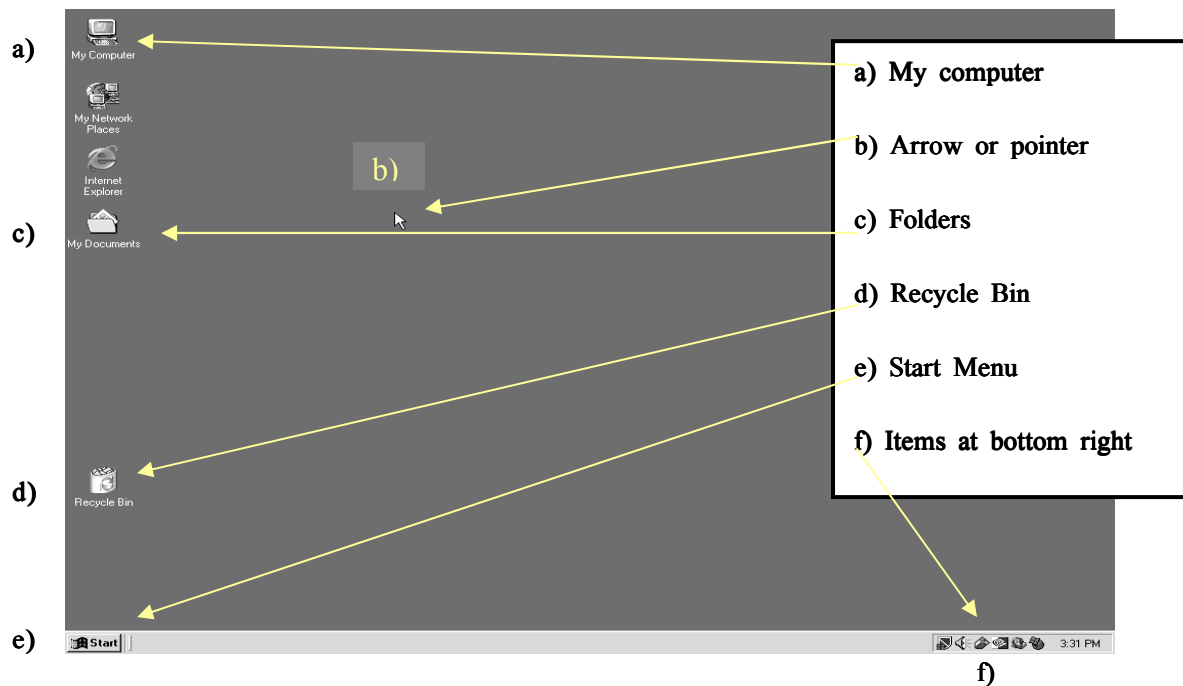 a)
My Computer
My Network
Places
Internet
Explorer
c)
My Documents
b)
a) My computer
b) Arrow or pointer
c) Folders
d) Recycle Bin
e) Start Menu
f) Items at bottom right
d)
Recycle Bin
e)
Start
3:31 PM
f)